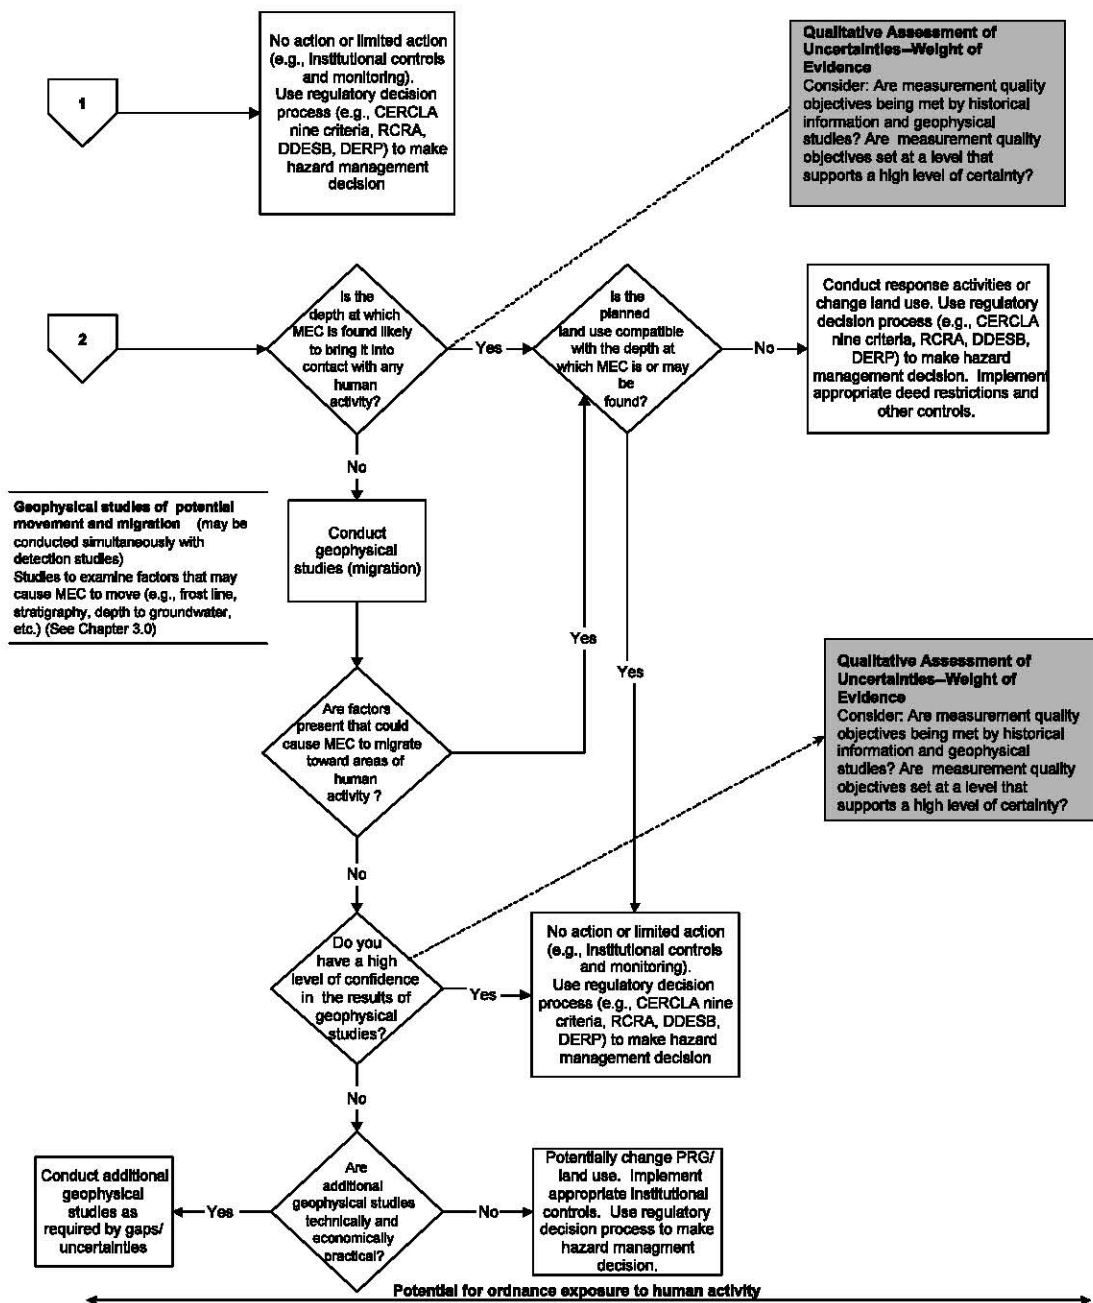 1
No action or limited action
(e.g., Institutional controls
and monitoring).
Use regulatory decision
process (e.g., CERCLA
nine criteria, RCRA,
DDESB, DERP) to make
hazard management
decision
Qualitative Assessment of
Uncertainties–Weight of
Evidence
Consider: Are measurement quality
objectives being met by historical
information and geophysical
studies? Are measurement quality
objectives set at a level that
supports a high level of certainty?
2
Is the
depth at which
MEC is found likely
to bring it into
contact with any
human
activity?
Yes
Is the
planned
land use compatible
with the depth at
which MEC is or may
be
found?
No
Conduct response activities or
change land use. Use regulatory
decision process (e.g., CERCLA
nine criteria, RCRA, DDESB,
DERP) to make hazard
management decision. Implement
appropriate deed restrictions and
other controls.
No
Geophysical studies of potential
movement and migration (may be
conducted simultaneously with
detection studies)
Studies to examine factors that may
cause MEC to move (e.g., frost line,
stratigraphy, depth to groundwater,
etc.) (See Chapter 3.0)
Conduct
geophysical
studies (migration)
Yes
Yes
Are factors
present that could
cause MEC to migrate
toward areas of
human
activity ?
Qualitative Assessment of
Uncertainties–Weight of
Evidence
Consider: Are measurement quality
objectives being met by historical
information and geophysical
studies? Are measurement quality
objectives set at a level that
supports a high level of certainty?
No
Do you
have a high
level of confidence
in the results of
geophysical
studies?
Yes
No action or limited action
(e.g., Institutional controls
and monitoring).
Use regulatory decision
process (e.g., CERCLA nine
criteria, RCRA, DDESB,
DERP) to make hazard
management decision
No
Conduct additional
geophysical
studies as
required by gaps/
uncertainties
Yes
Are
additional
geophysical studies
technically and
economically
practical?
No
Potentially change PRG/
land use. Implement
appropriate institutional
controls. Use regulatory
decision process to make
hazard managment
decision.
Potential for ordnance exposure to human activity